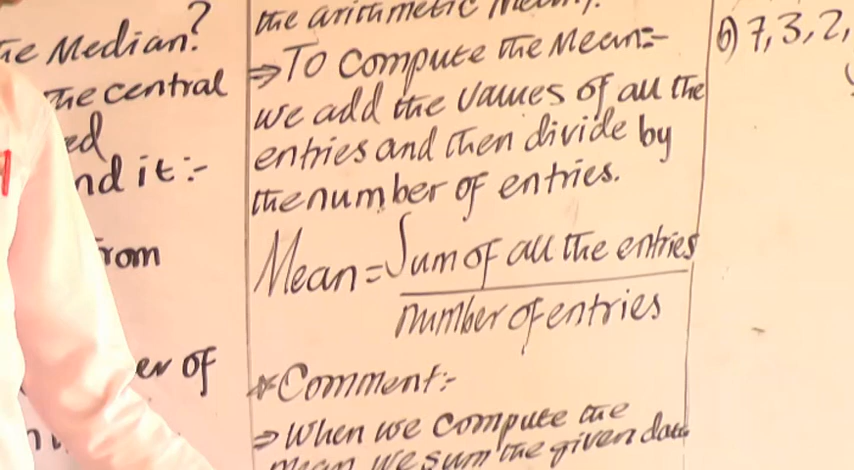 the Median?
the central
ed
nd it:-
from
er of
the arithmetic mean?
⇒To compute the Mean:-
we add the values of all the
entries and then divide by
the number of entries.
Mean = Sum of all the entries
number of entries
*Comment:-
⇒When we compute the
mean we sum the given data
b) 7, 3, 2,